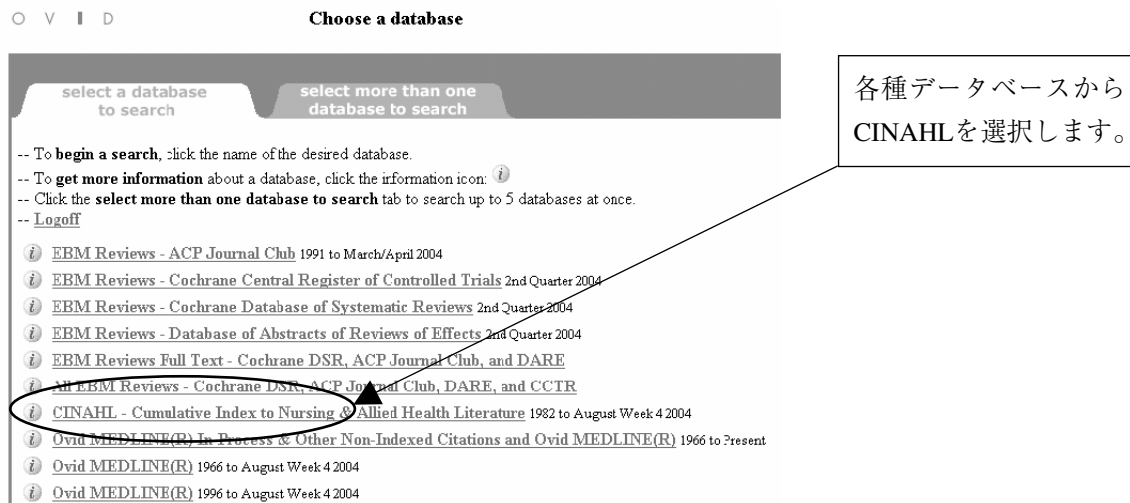 O V I D
Choose a database
select a database
to search
select more than one
database to search
各種データベースから
CINAHLを選択します。
-- To begin a search, click the name of the desired database.
-- To get more information about a database, click the information icon: i
-- Click the select more than one database to search tab to search up to 5 databases at once.
-- Logoff
i EBM Reviews - ACP Journal Club 1991 to March/April 2004
i EBM Reviews - Cochrane Central Register of Controlled Trials 2nd Quarter 2004
i EBM Reviews - Cochrane Database of Systematic Reviews 2nd Quarter 2004
i EBM Reviews - Database of Abstracts of Reviews of Effects 2nd Quarter 2004
i EBM Reviews Full Text - Cochrane DSR, ACP Journal Club, and DARE
i All EBM Reviews - Cochrane DSR, ACP Journal Club, DARE, and CCTR
i CINAHL - Cumulative Index to Nursing & Allied Health Literature 1982 to August Week 4 2004
i Ovid MEDLINE(R) In-Process & Other Non-Indexed Citations and Ovid MEDLINE(R) 1966 to Present
i Ovid MEDLINE(R) 1966 to August Week 4 2004
i Ovid MEDLINE(R) 1996 to August Week 4 2004